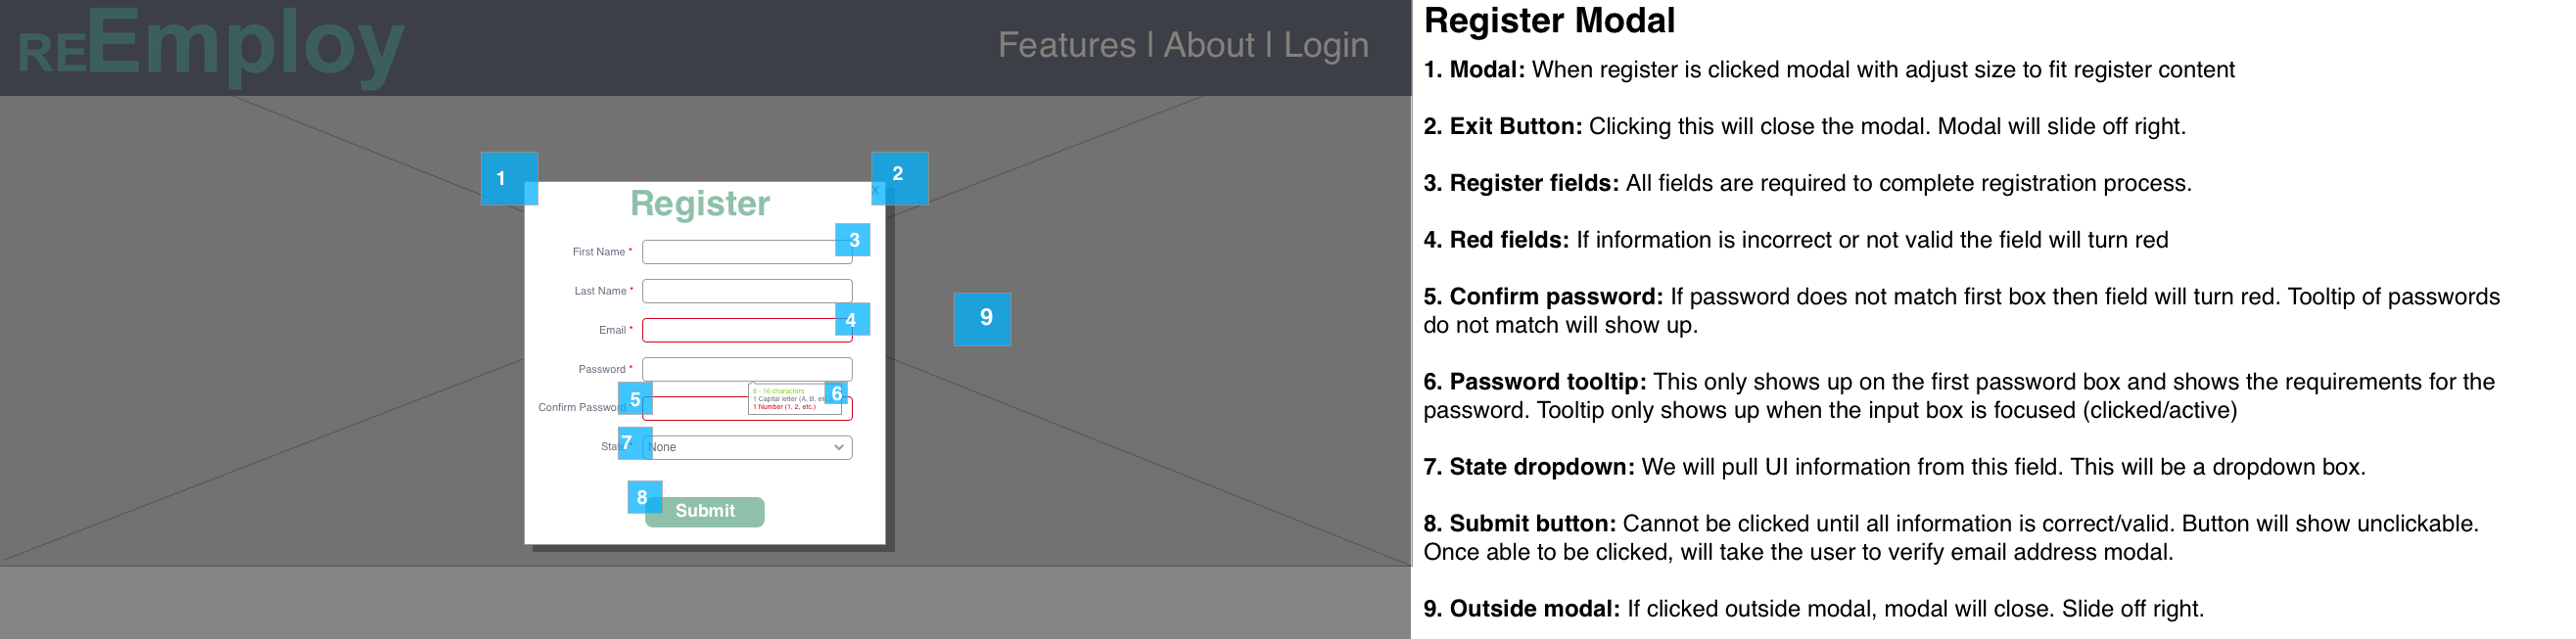 REEmploy
Features | About | Login
1
2
X
Register
First Name *
3
Last Name *
Email *
4
Password *
8 - 16 characters
1 Capital letter (A, B,
1 Number (1, 2, etc.)
6
Confirm Password
5
7
None
8
Submit
9
Register Modal
1. Modal: When register is clicked modal with adjust size to fit register content
2. Exit Button: Clicking this will close the modal. Modal will slide off right.
3. Register fields: All fields are required to complete registration process.
4. Red fields: If information is incorrect or not valid the field will turn red
5. Confirm password: If password does not match first box then field will turn red. Tooltip of passwords
do not match will show up.
6. Password tooltip: This only shows up on the first password box and shows the requirements for the
password. Tooltip only shows up when the input box is focused (clicked/active)
7. State dropdown: We will pull UI information from this field. This will be a dropdown box.
8. Submit button: Cannot be clicked until all information is correct/valid. Button will show unclickable.
Once able to be clicked, will take the user to verify email address modal.
9. Outside modal: If clicked outside modal, modal will close. Slide off right.